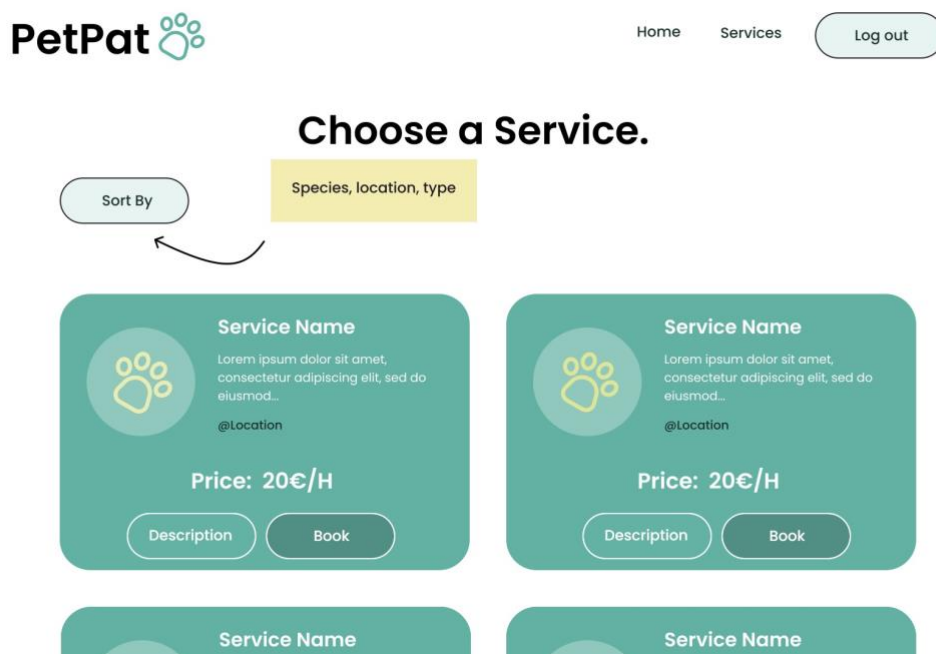 PetPat
Home
Services
Log out
Choose a Service.
Sort By
Species, location, type
Service Name
Lorem ipsum dolor sit amet,
consectetur adipiscing elit, sed do
eiusmod...
@Location
Price: 20€/H
Description
Book
Service Name
Lorem ipsum dolor sit amet,
consectetur adipiscing elit, sed do
eiusmod...
@Location
Price: 20€/H
Description
Book
Service Name
Service Name